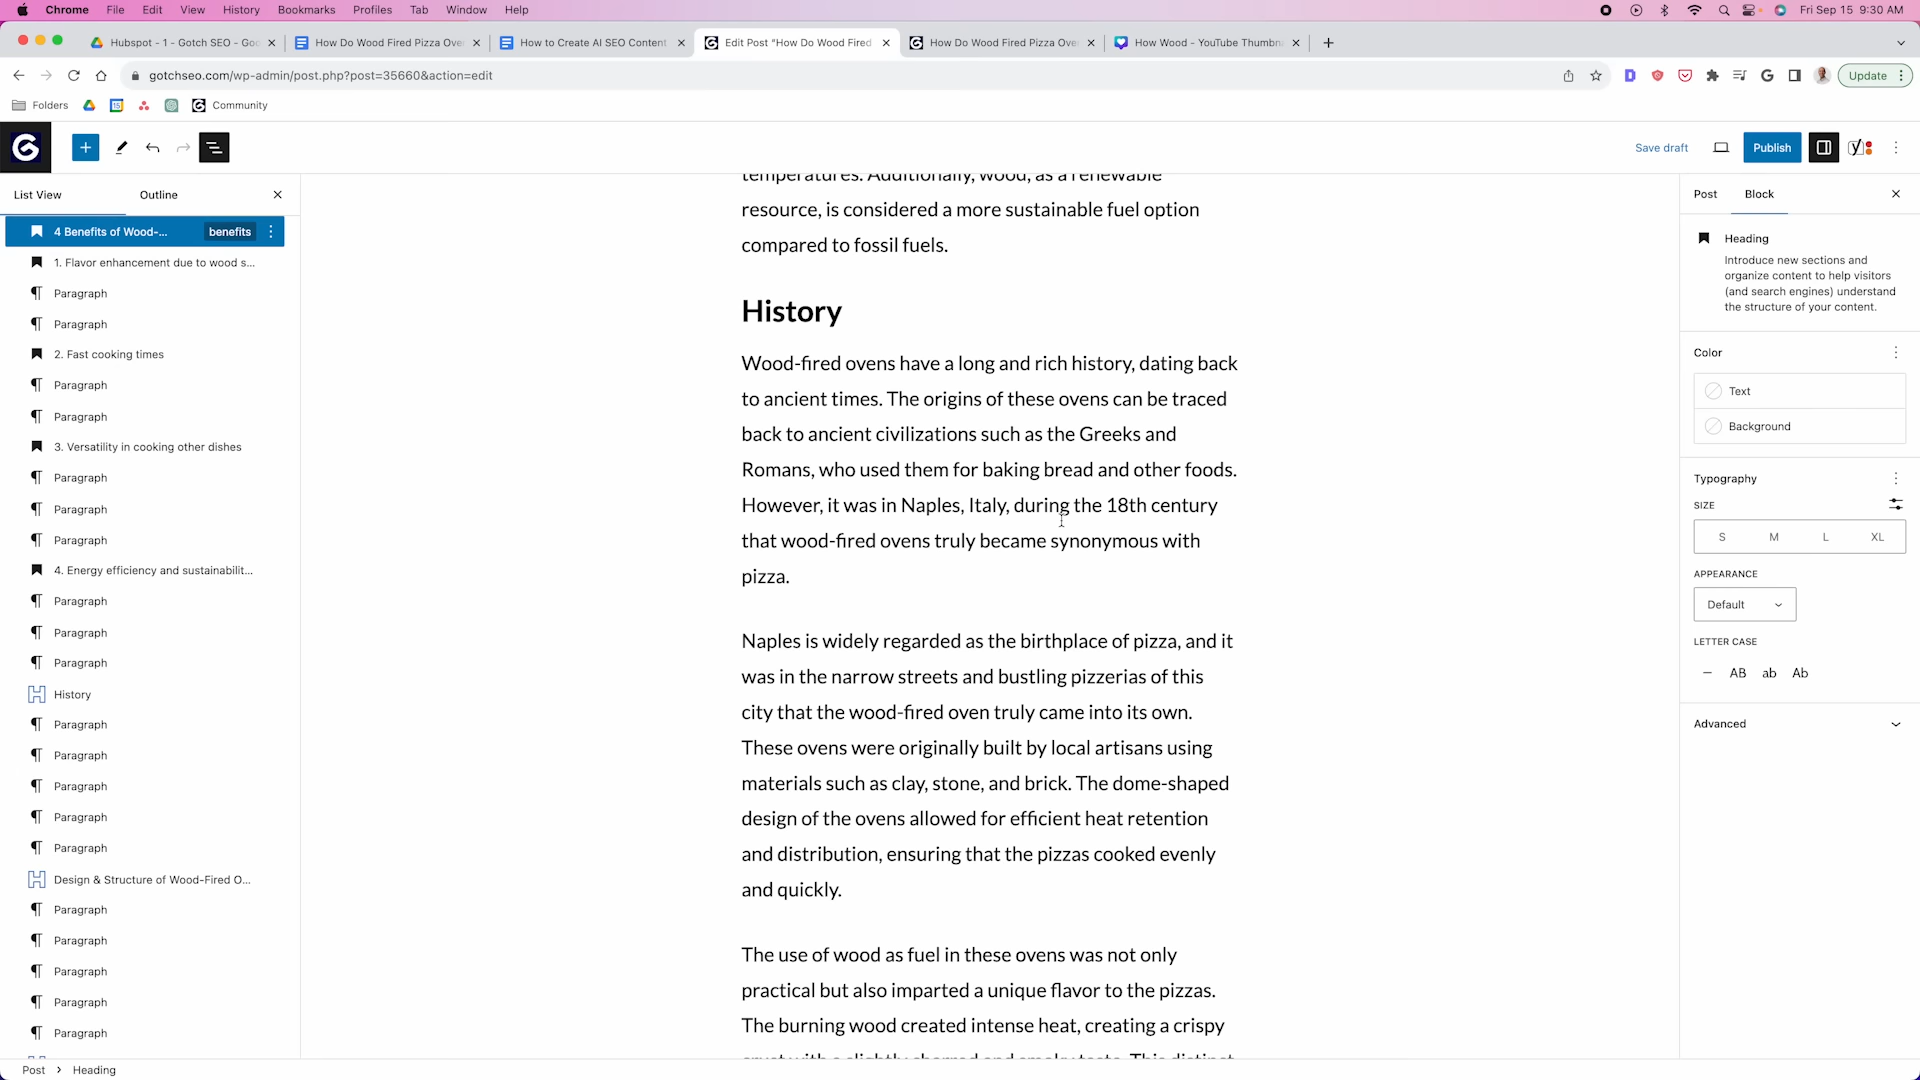 Chrome File Edit View History Bookmarks Profiles Tab Window Help Fri Sep 15 9:30 AM
Hubspot - 1 - Gotch SEO - Goo How Do Wood Fired Pizza Ove How to Create AI SEO Content Edit Post "How Do Wood Fired How Do Wood Fired Pizza Ove How Wood - YouTube Thumbn
gotchseo.com/wp-admin/post.php?post=35660&action=edit Update
Folders Community
Save draft Publish
List View Outline
Post Block
4 Benefits of Wood-... benefits
1. Flavor enhancement due to wood s...
Paragraph
Paragraph
2. Fast cooking times
Paragraph
Paragraph
3. Versatility in cooking other dishes
Paragraph
Paragraph
Paragraph
4. Energy efficiency and sustainabilit...
Paragraph
Paragraph
Paragraph
History
Paragraph
Paragraph
Paragraph
Paragraph
Paragraph
Design & Structure of Wood-Fired O...
Paragraph
Paragraph
Paragraph
Paragraph
Paragraph
temperatures. Additionally, wood, as a renewable
resource, is considered a more sustainable fuel option
compared to fossil fuels.
History
Wood-fired ovens have a long and rich history, dating back
to ancient times. The origins of these ovens can be traced
back to ancient civilizations such as the Greeks and
Romans, who used them for baking bread and other foods.
However, it was in Naples, Italy, during the 18th century
that wood-fired ovens truly became synonymous with
pizza.
Naples is widely regarded as the birthplace of pizza, and it
was in the narrow streets and bustling pizzerias of this
city that the wood-fired oven truly came into its own.
These ovens were originally built by local artisans using
materials such as clay, stone, and brick. The dome-shaped
design of the ovens allowed for efficient heat retention
and distribution, ensuring that the pizzas cooked evenly
and quickly.
The use of wood as fuel in these ovens was not only
practical but also imparted a unique flavor to the pizzas.
The burning wood created intense heat, creating a crispy
crust with a slightly charred and smoky taste. This distinct
Heading
Introduce new sections and
organize content to help visitors
(and search engines) understand
the structure of your content.
Color
Text
Background
Typography
SIZE
S M L XL
APPEARANCE
Default
LETTER CASE
– AB ab Ab
Advanced
Post > Heading